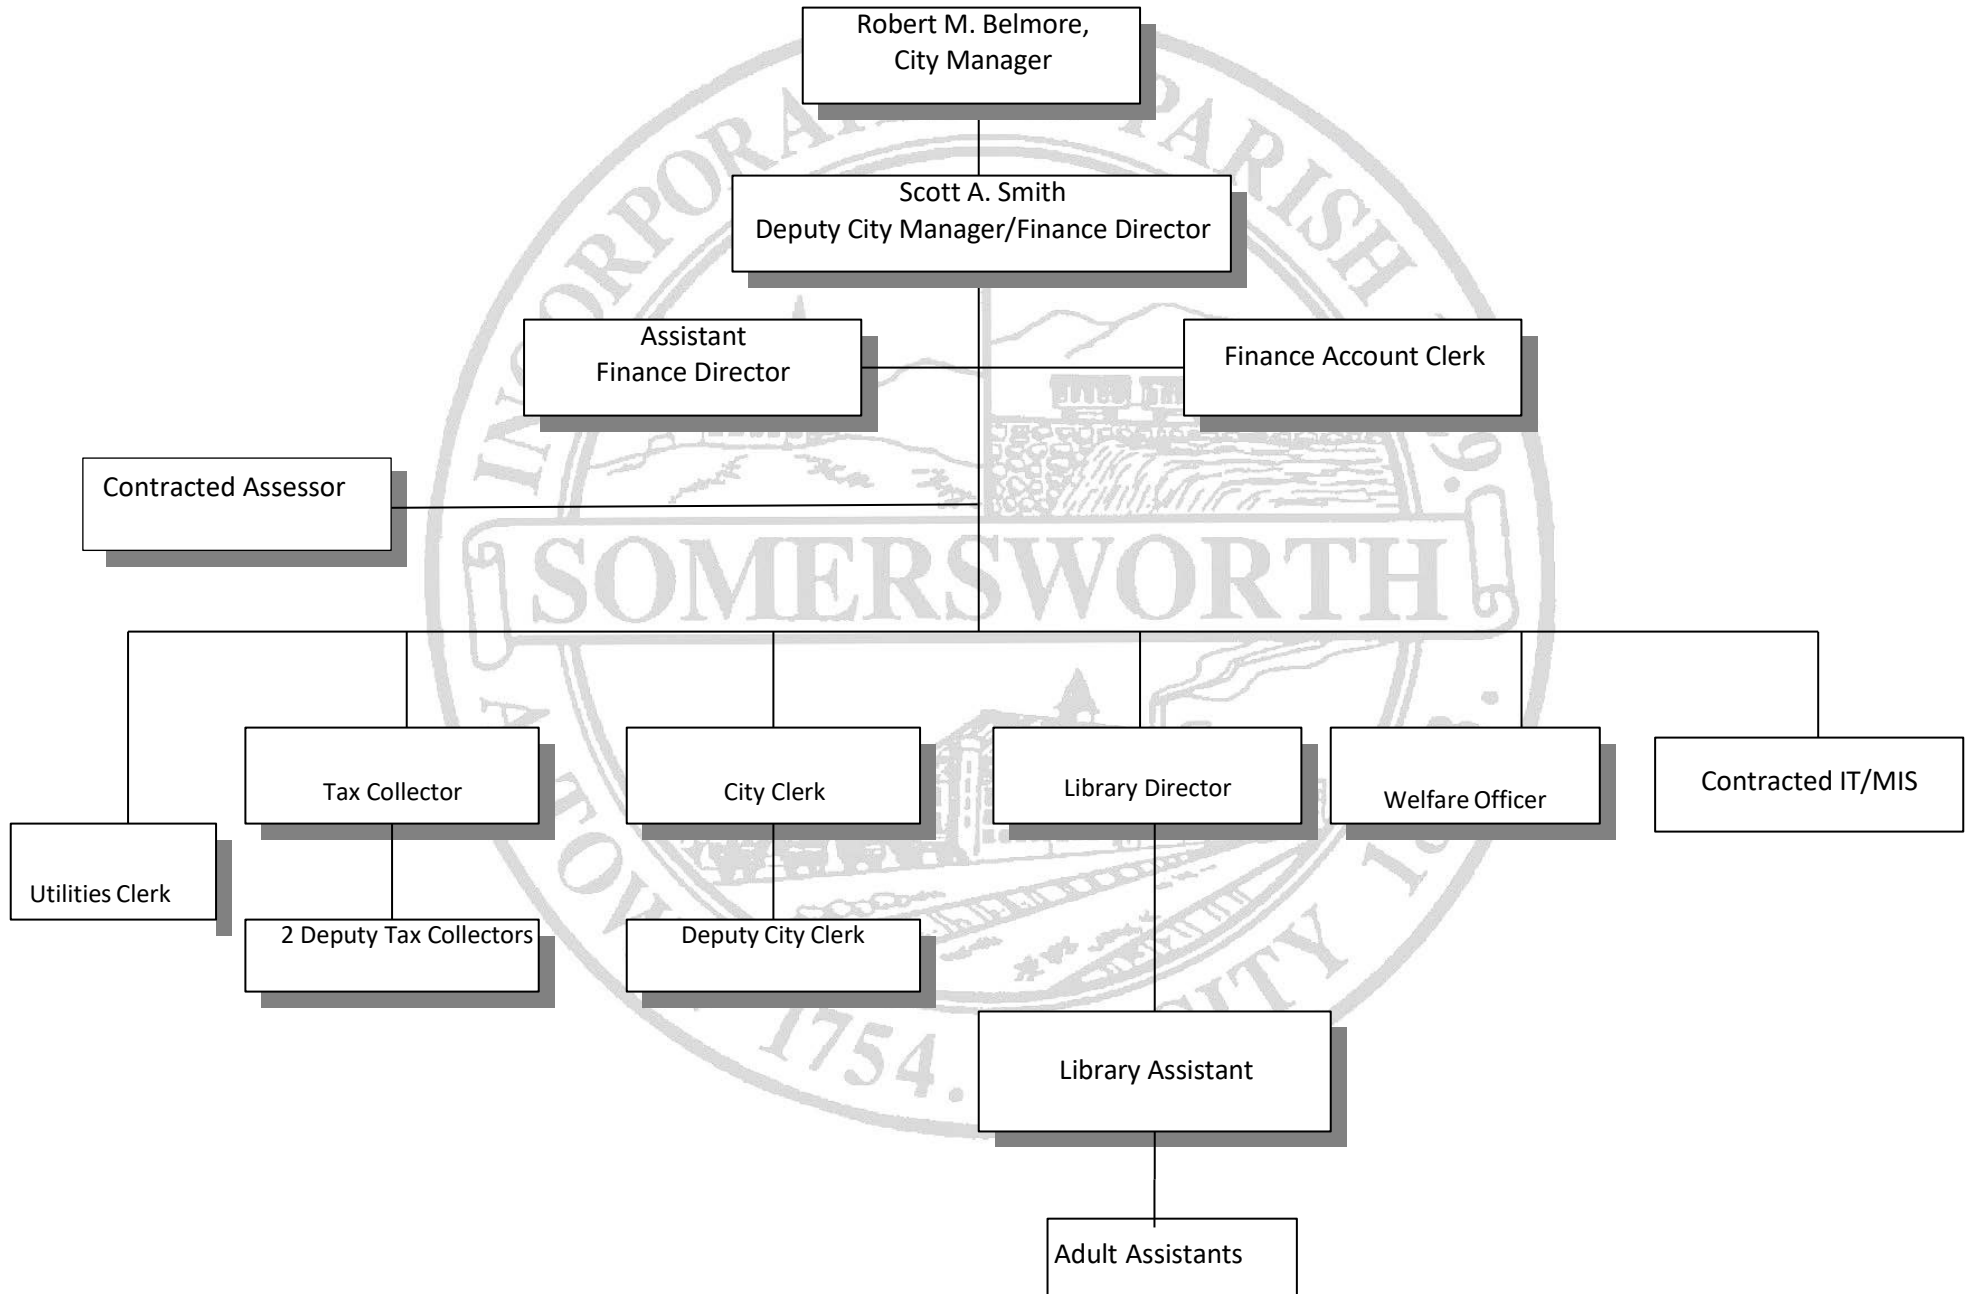 Robert M. Belmore,
City Manager
Scott A. Smith
Deputy City Manager/Finance Director
Assistant
Finance Director
Finance Account Clerk
Contracted Assessor
SOMERSWORTH
Tax Collector
City Clerk
Library Director
Welfare Officer
Contracted IT/MIS
Utilities Clerk
2 Deputy Tax Collectors
Deputy City Clerk
1754.
Library Assistant
Adult Assistants
PARISH